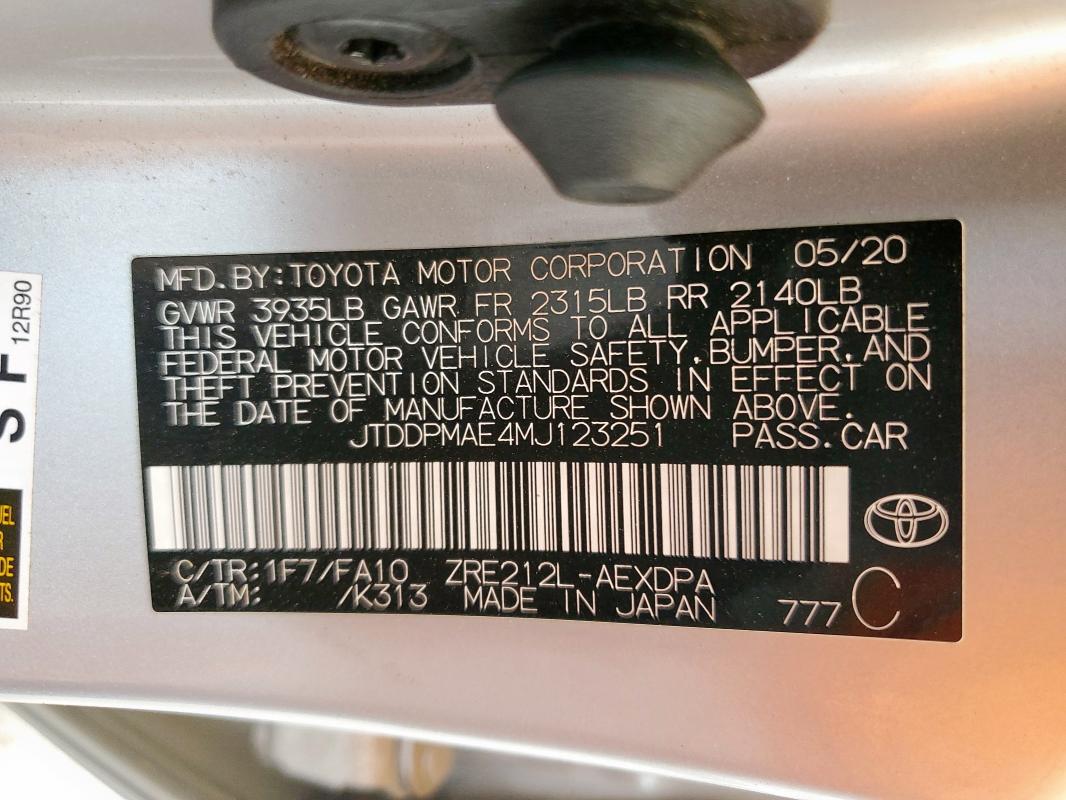 MFD.BY:TOYOTA MOTOR CORPORATION 05/20
GVWR 3935LB GAWR FR 2315LB RR 2140LB
THIS VEHICLE CONFORMS TO ALL APPLICABLE
FEDERAL MOTOR VEHICLE SAFETY,BUMPER,AND
THEFT PREVENTION STANDARDS IN EFFECT ON
THE DATE OF MANUFACTURE SHOWN ABOVE.
JTDDPMAE4MJ123251 PASS.CAR
C/TR:1F7/FA10 ZRE212L-AEXDPA
A/TM: /K313 MADE IN JAPAN 777 C
12R90